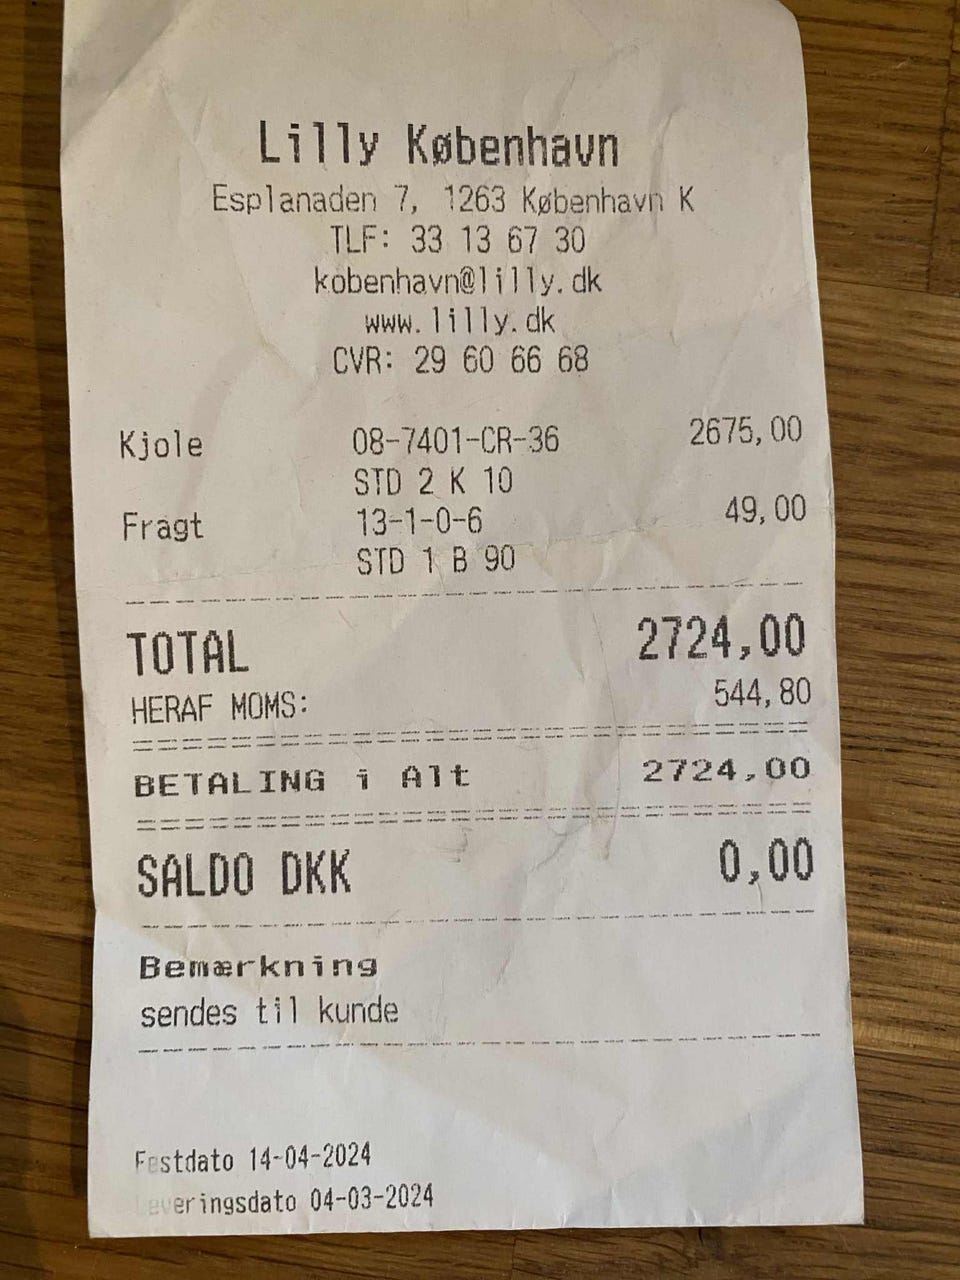 Lilly København
Esplanaden 7, 1263 København K
TLF: 33 13 67 30
kobenhavn@lilly.dk
www.lilly.dk
CVR: 29 60 66 68
Kjole 08-7401-CR-36 2675,00
STD 2 K 10
Fragt 13-1-0-6 49,00
STD 1 B 90
TOTAL 2724,00
HERAF MOMS: 544,80
BETALING i Alt 2724,00
SALDO DKK 0,00
Bemærkning
sendes til kunde
Festdato 14-04-2024
Leveringsdato 04-03-2024